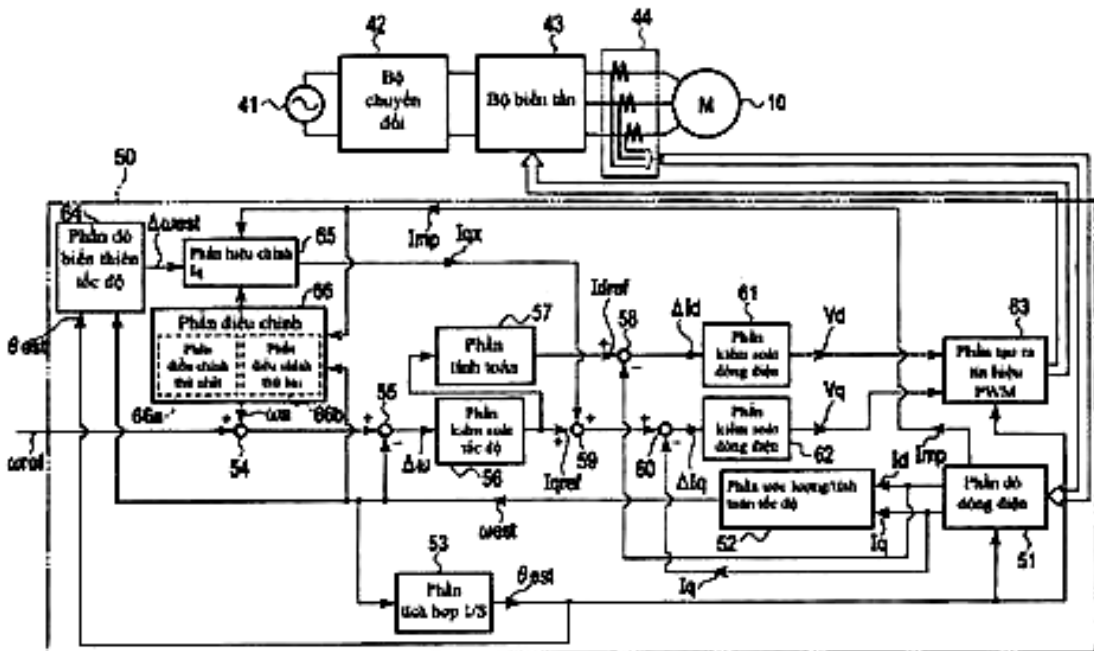 42
43
44
41
Bộ
chuyển
đổi
Bộ biến tần
M
10
50
64
Phần đo
biến thiên
tốc độ
Δωest
Phần hiệu chỉnh
Iq
65
Imp
Iqx
66
Phần điều chỉnh
Phần
điều chỉnh
thứ nhất
Phần
điều chỉnh
thứ hai
66a
66b
θest
ωref
54
55
Δω
57
Phần
tính toán
Phần
kiểm soát
tốc độ
56
Idref
58
ΔId
Iqref
59
60
ΔIq
61
Phần
kiểm soát
dòng điện
Vd
Phần
kiểm soát
dòng điện
62
Vq
63
Phần tạo ra
tín hiệu
PWM
Phần ước lượng/tính
toán tốc độ
52
ωest
Id
Iq
Imp
Phần đo
dòng điện
51
53
Phần
tích hợp 1/S
θest
Iq